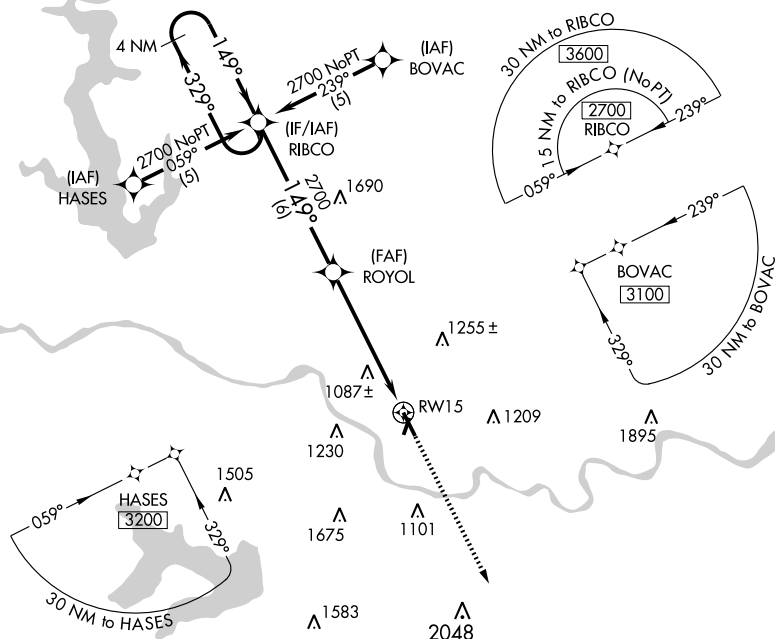 4 NM
149°
329°
2700 NoPT
239°
(5)
(IAF)
BOVAC
(IF/IAF)
RIBCO
2700 NoPT
059°
(5)
(IAF)
HASES
2700
149°
(6)
1690
(FAF)
ROYOL
30 NM to RIBCO
3600
15 NM to RIBCO (NoPT)
2700
RIBCO
239°
059°
239°
BOVAC
3100
329°
30 NM to BOVAC
1255 ±
1087 ±
RW15
1209
1895
1230
1505
059°
HASES
3200
329°
30 NM to HASES
1675
1101
1583
2048